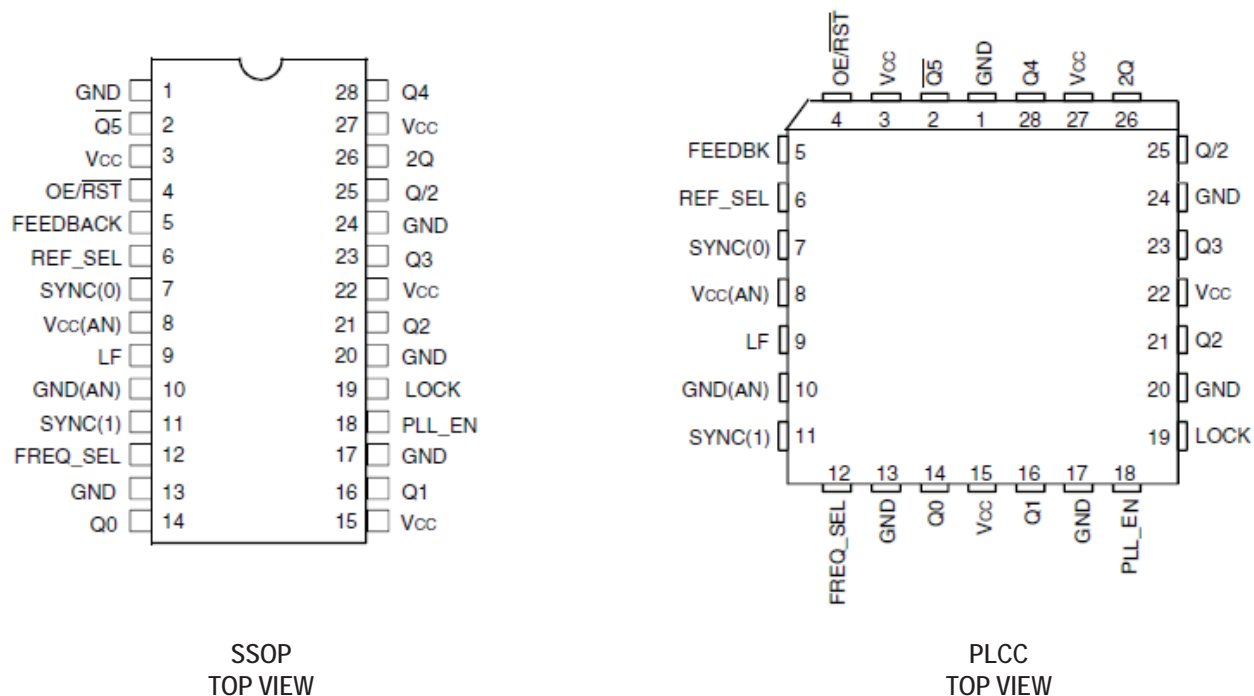 GND 1 28 Q4
Q5 2 27 VCC
VCC 3 26 2Q
OE/RST 4 25 Q/2
FEEDBACK 5 24 GND
REF_SEL 6 23 Q3
SYNC(0) 7 22 VCC
VCC(AN) 8 21 Q2
LF 9 20 GND
GND(AN) 10 19 LOCK
SYNC(1) 11 18 PLL_EN
FREQ_SEL 12 17 GND
GND 13 16 Q1
Q0 14 15 VCC
SSOP
TOP VIEW
OE/RST VCC Q5 GND Q4 VCC 2Q
4 3 2 1 28 27 26
FEEDBK 5 25 Q/2
REF_SEL 6 24 GND
SYNC(0) 7 23 Q3
VCC(AN) 8 22 VCC
LF 9 21 Q2
GND(AN) 10 20 GND
SYNC(1) 11 19 LOCK
12 13 14 15 16 17 18
FREQ_SEL GND Q0 VCC Q1 GND PLL_EN
PLCC
TOP VIEW